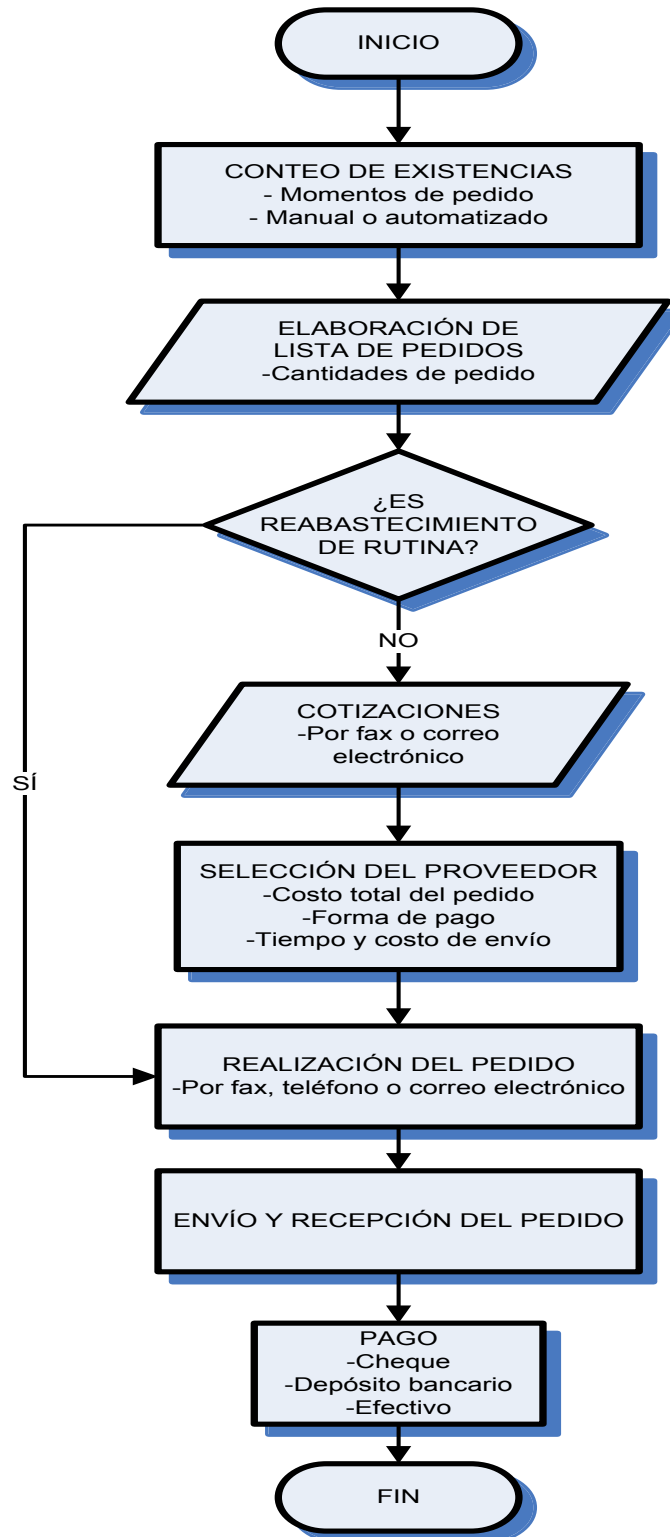 INICIO
CONTEO DE EXISTENCIAS
- Momentos de pedido
- Manual o automatizado
ELABORACIÓN DE
LISTA DE PEDIDOS
-Cantidades de pedido
¿ES
REABASTECIMIENTO
DE RUTINA?
NO
COTIZACIONES
-Por fax o correo
electrónico
SÍ
SELECCIÓN DEL PROVEEDOR
-Costo total del pedido
-Forma de pago
-Tiempo y costo de envío
REALIZACIÓN DEL PEDIDO
-Por fax, teléfono o correo electrónico
ENVÍO Y RECEPCIÓN DEL PEDIDO
PAGO
-Cheque
-Depósito bancario
-Efectivo
FIN